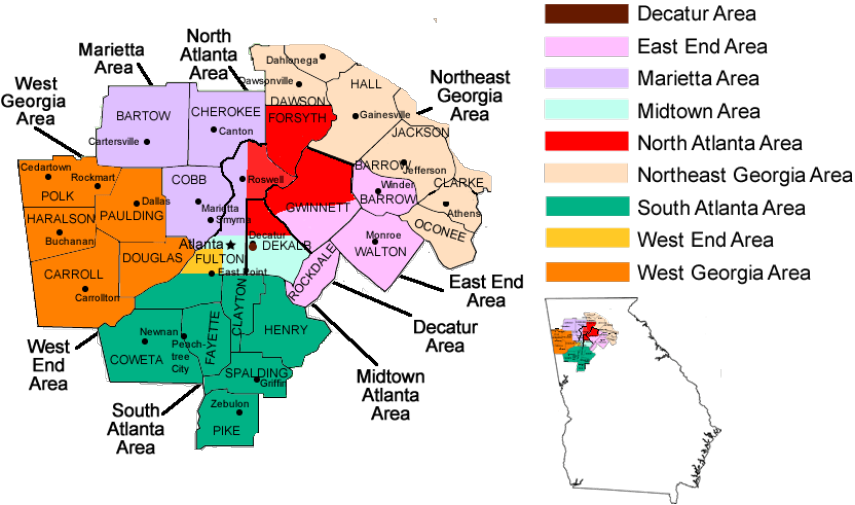 North
Atlanta
Area
Marietta
Area
West
Georgia
Area
Northeast
Georgia
Area
Dahlonega
Dawsonville
DAWSON
HALL
Gainesville
BARTOW
Cartersville
CHEROKEE
Canton
FORSYTH
JACKSON
Jefferson
BARROW
Winder
BARROW
CLARKE
Athens
OCONEE
Cedartown
Rockmart
POLK
HARALSON
Buchanan
PAULDING
Dallas
COBB
Marietta
Smyrna
Roswell
GWINNETT
Monroe
WALTON
Decatur
DEKALB
Atlanta
FULTON
East Point
DOUGLAS
CARROLL
Carrollton
ROCKDALE
CLAYTON
HENRY
FAYETTE
Newnan
COWETA
Peach-
tree
City
SPALDING
Griffin
Zebulon
PIKE
East End
Area
Decatur
Area
Midtown
Atlanta
Area
West
End
Area
South
Atlanta
Area
Decatur Area
East End Area
Marietta Area
Midtown Area
North Atlanta Area
Northeast Georgia Area
South Atlanta Area
West End Area
West Georgia Area